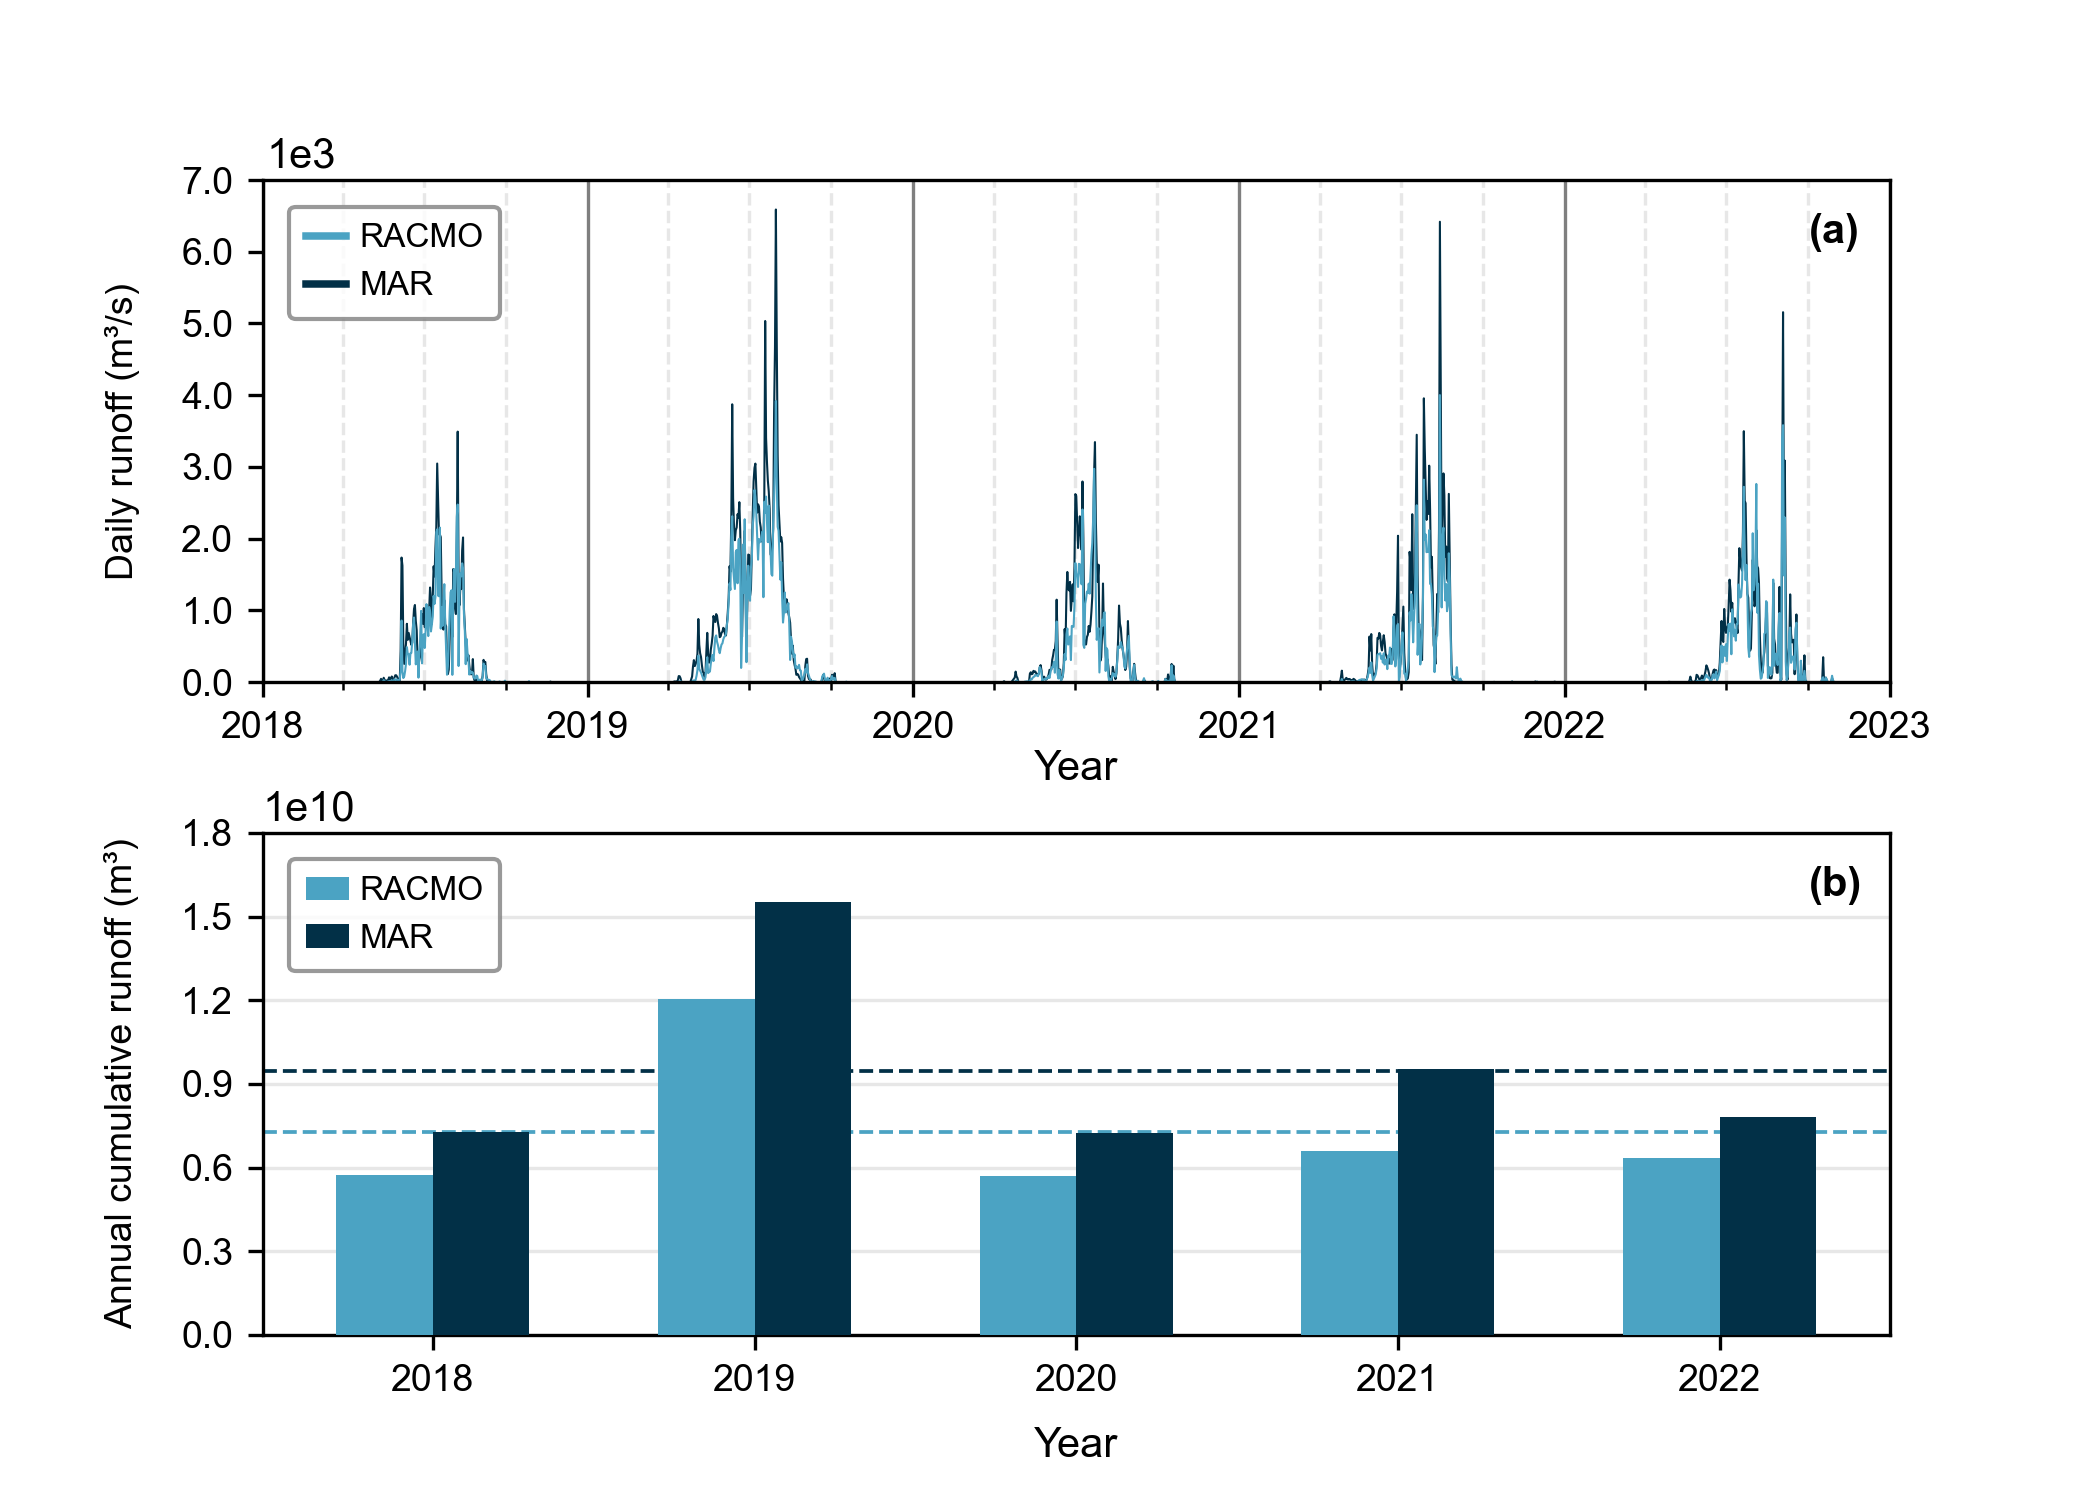 1e3
7.0
6.0
5.0
4.0
3.0
2.0
1.0
0.0
Daily runoff (m³/s)
RACMO
MAR
(a)
2018 2019 2020 2021 2022 2023
Year
1e10
1.8
1.5
1.2
0.9
0.6
0.3
0.0
Annual cumulative runoff (m³)
RACMO
MAR
(b)
2018 2019 2020 2021 2022
Year